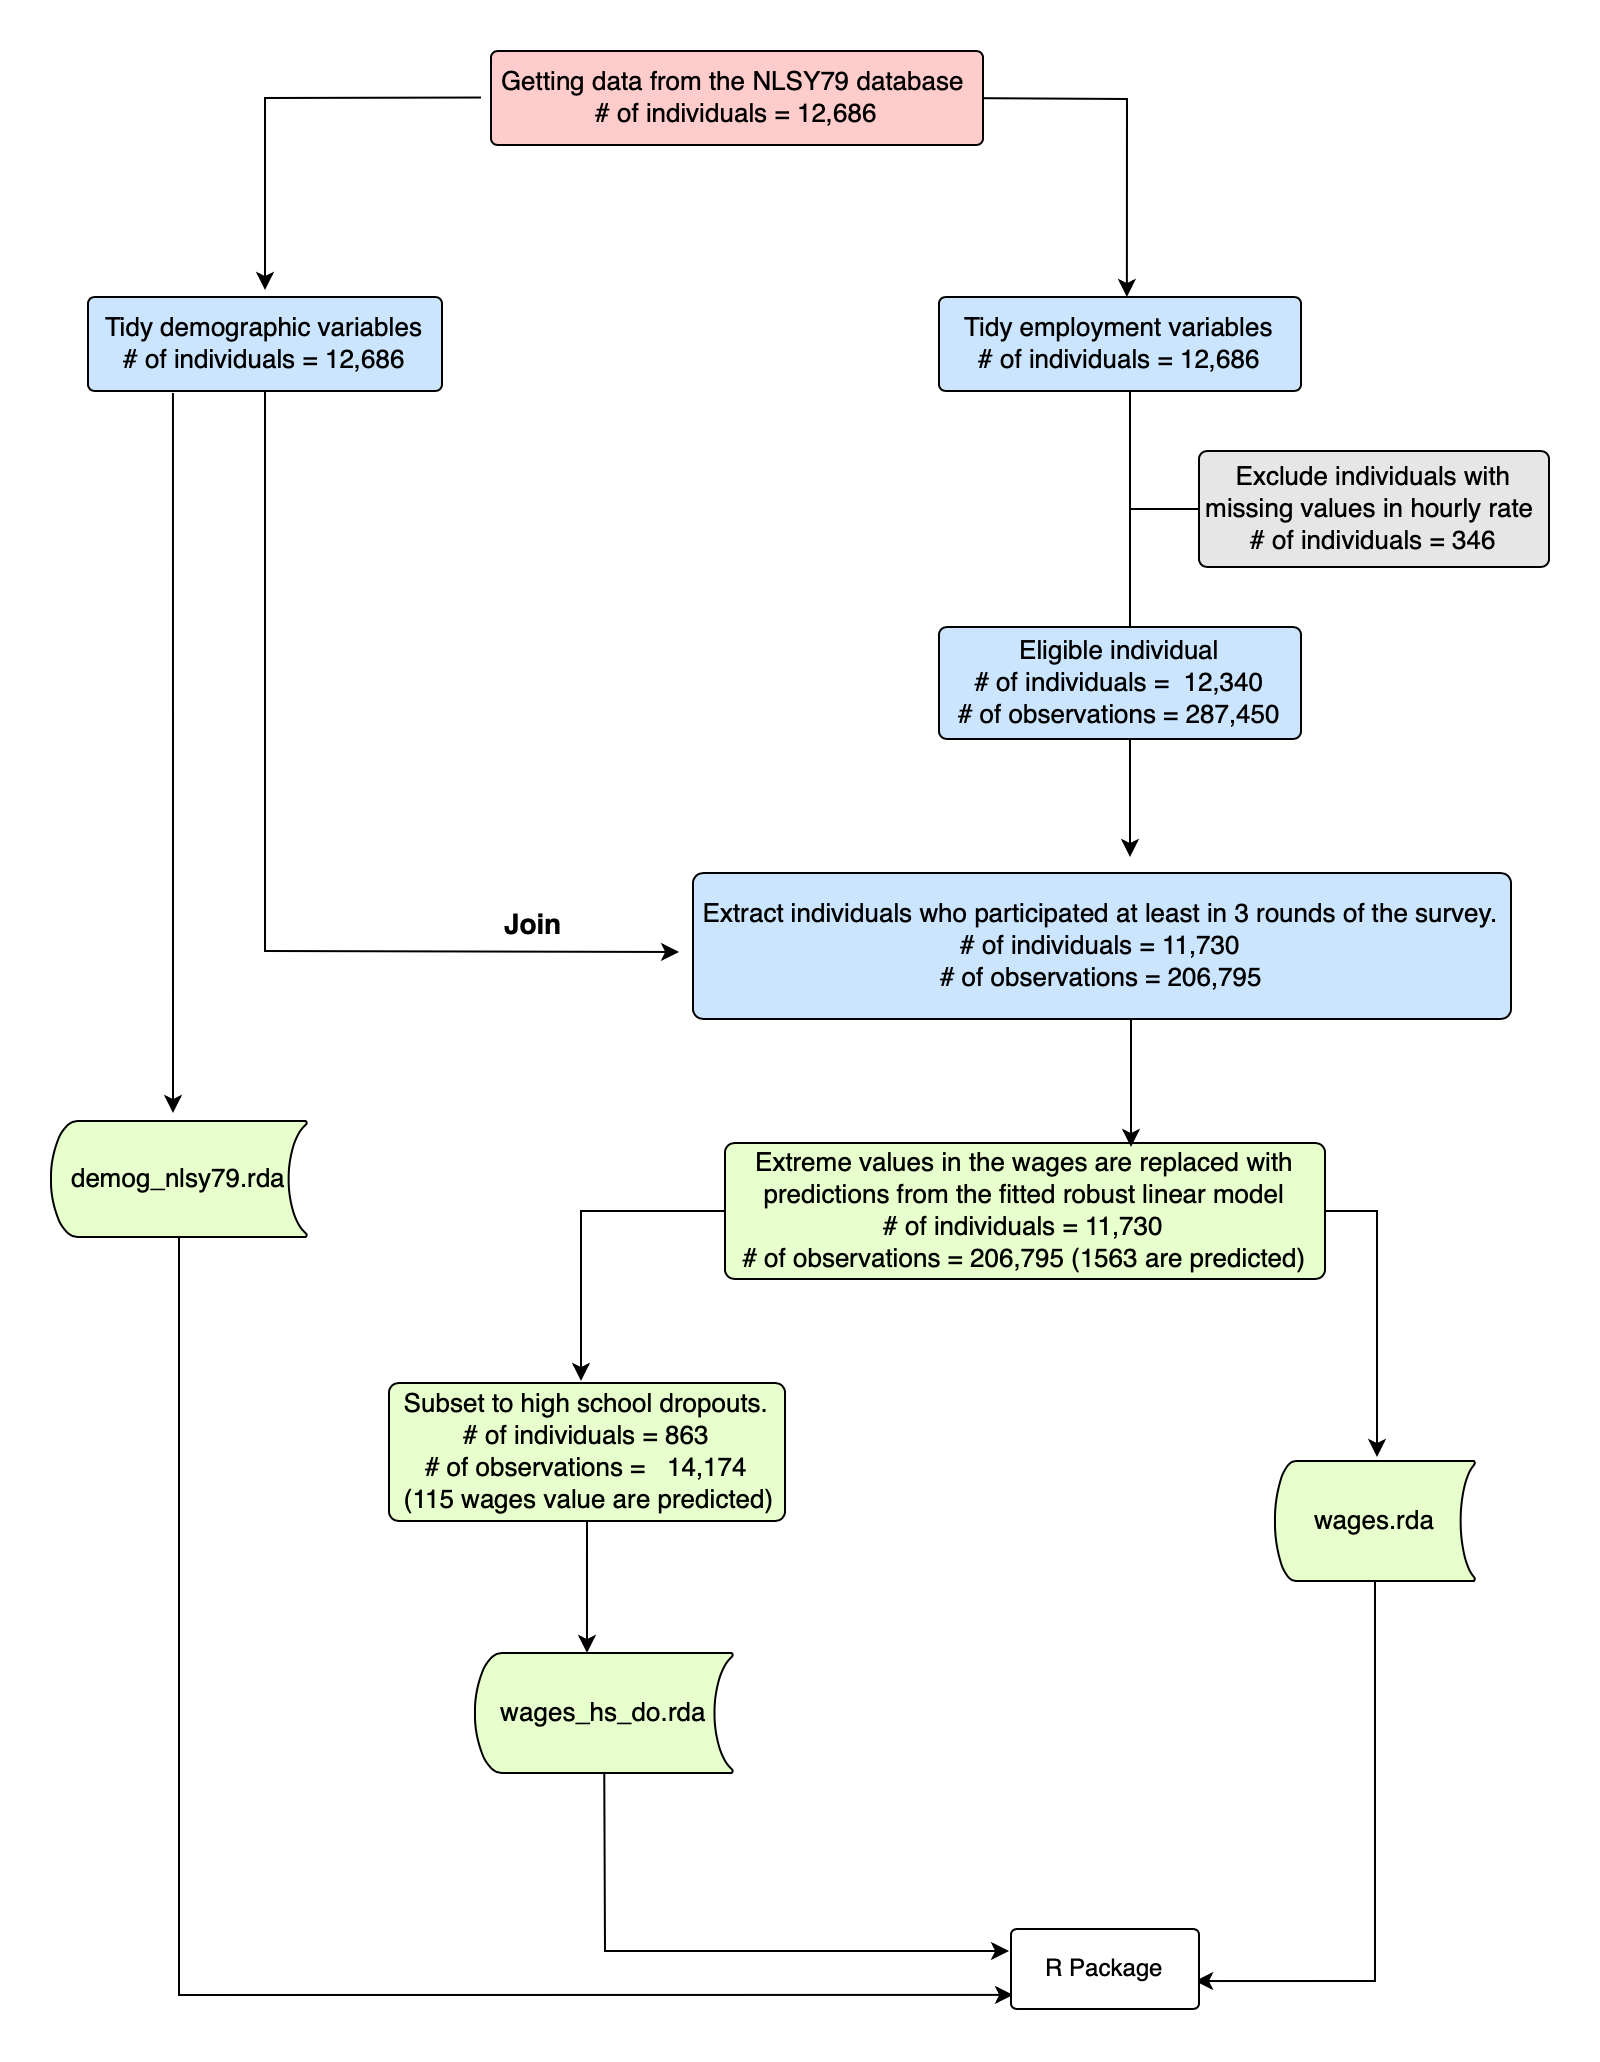 Getting data from the NLSY79 database
# of individuals = 12,686
Tidy demographic variables
# of individuals = 12,686
Tidy employment variables
# of individuals = 12,686
Exclude individuals with
missing values in hourly rate
# of individuals = 346
Eligible individual
# of individuals = 12,340
# of observations = 287,450
Join
Extract individuals who participated at least in 3 rounds of the survey.
# of individuals = 11,730
# of observations = 206,795
demog_nlsy79.rda
Extreme values in the wages are replaced with
predictions from the fitted robust linear model
# of individuals = 11,730
# of observations = 206,795 (1563 are predicted)
Subset to high school dropouts.
# of individuals = 863
# of observations = 14,174
(115 wages value are predicted)
wages.rda
wages_hs_do.rda
R Package